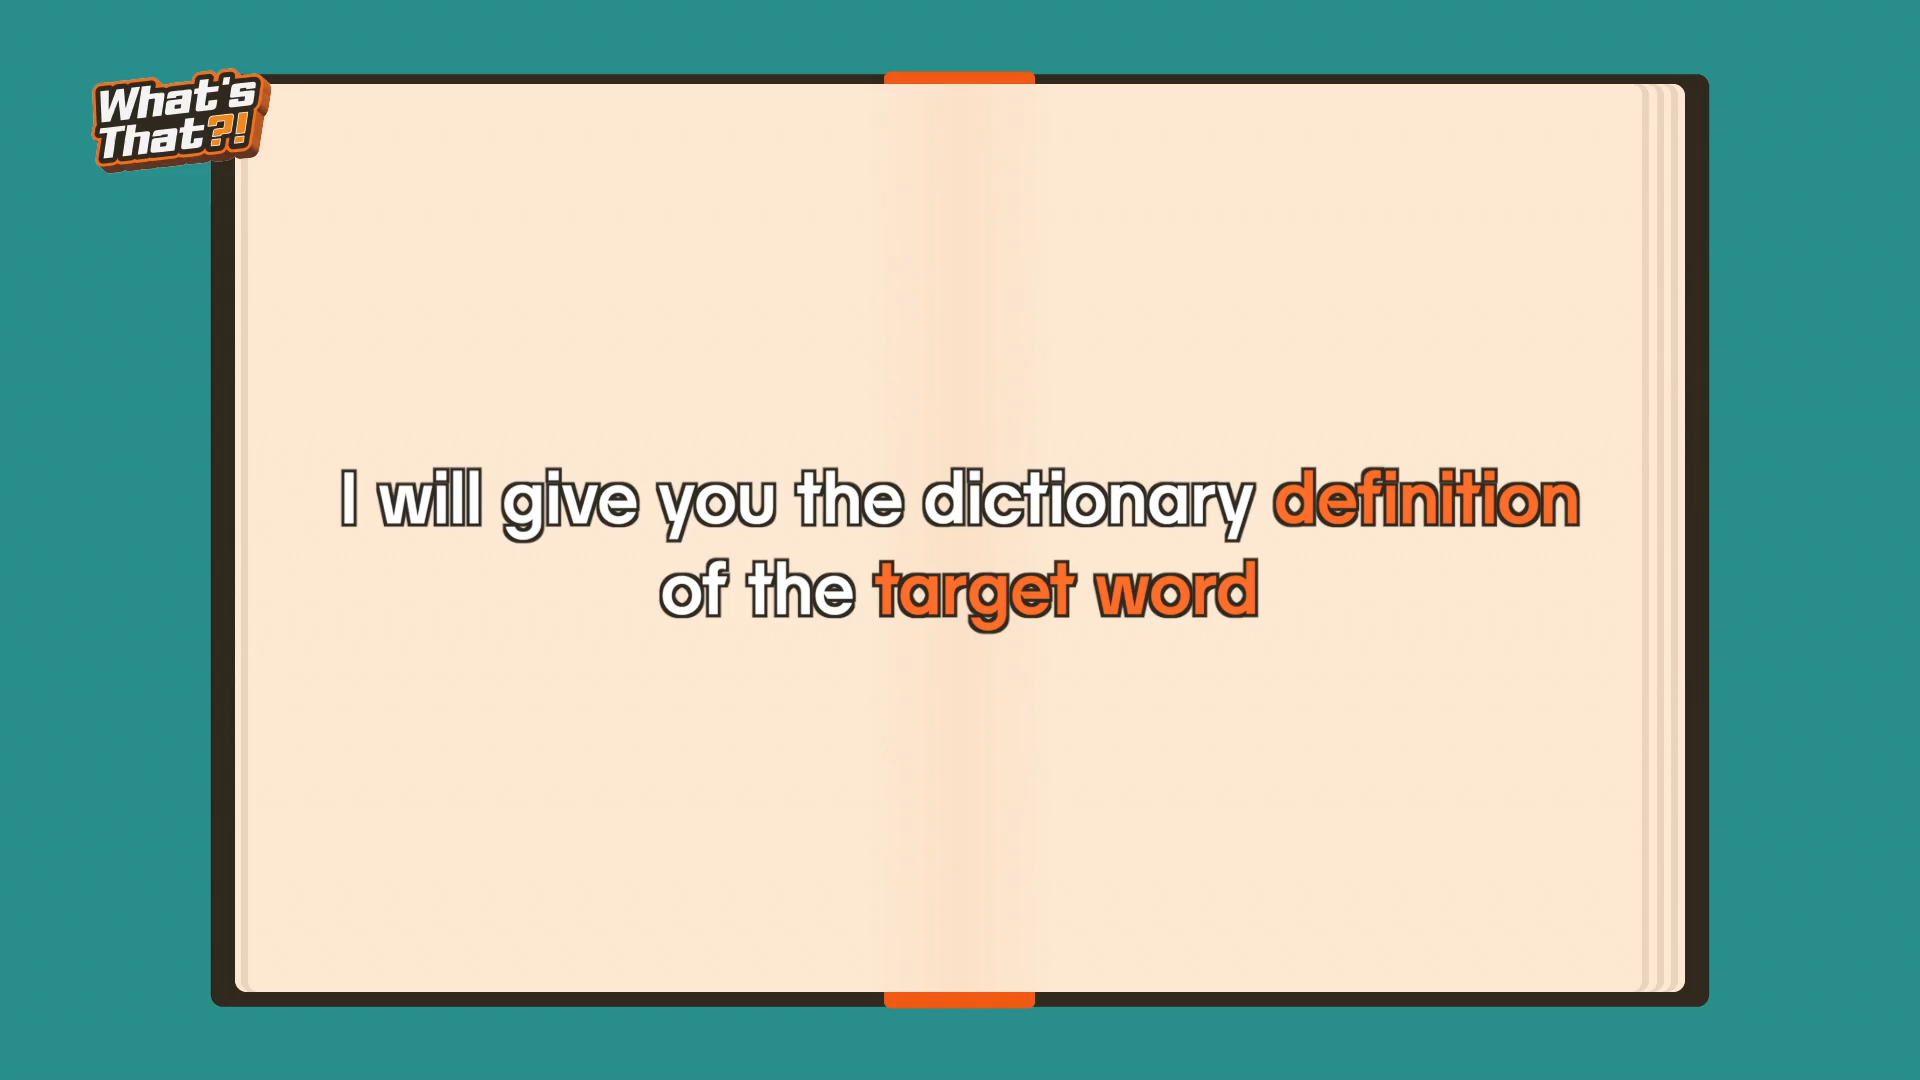 What's
That?!
I will give you the dictionary definition
of the target word